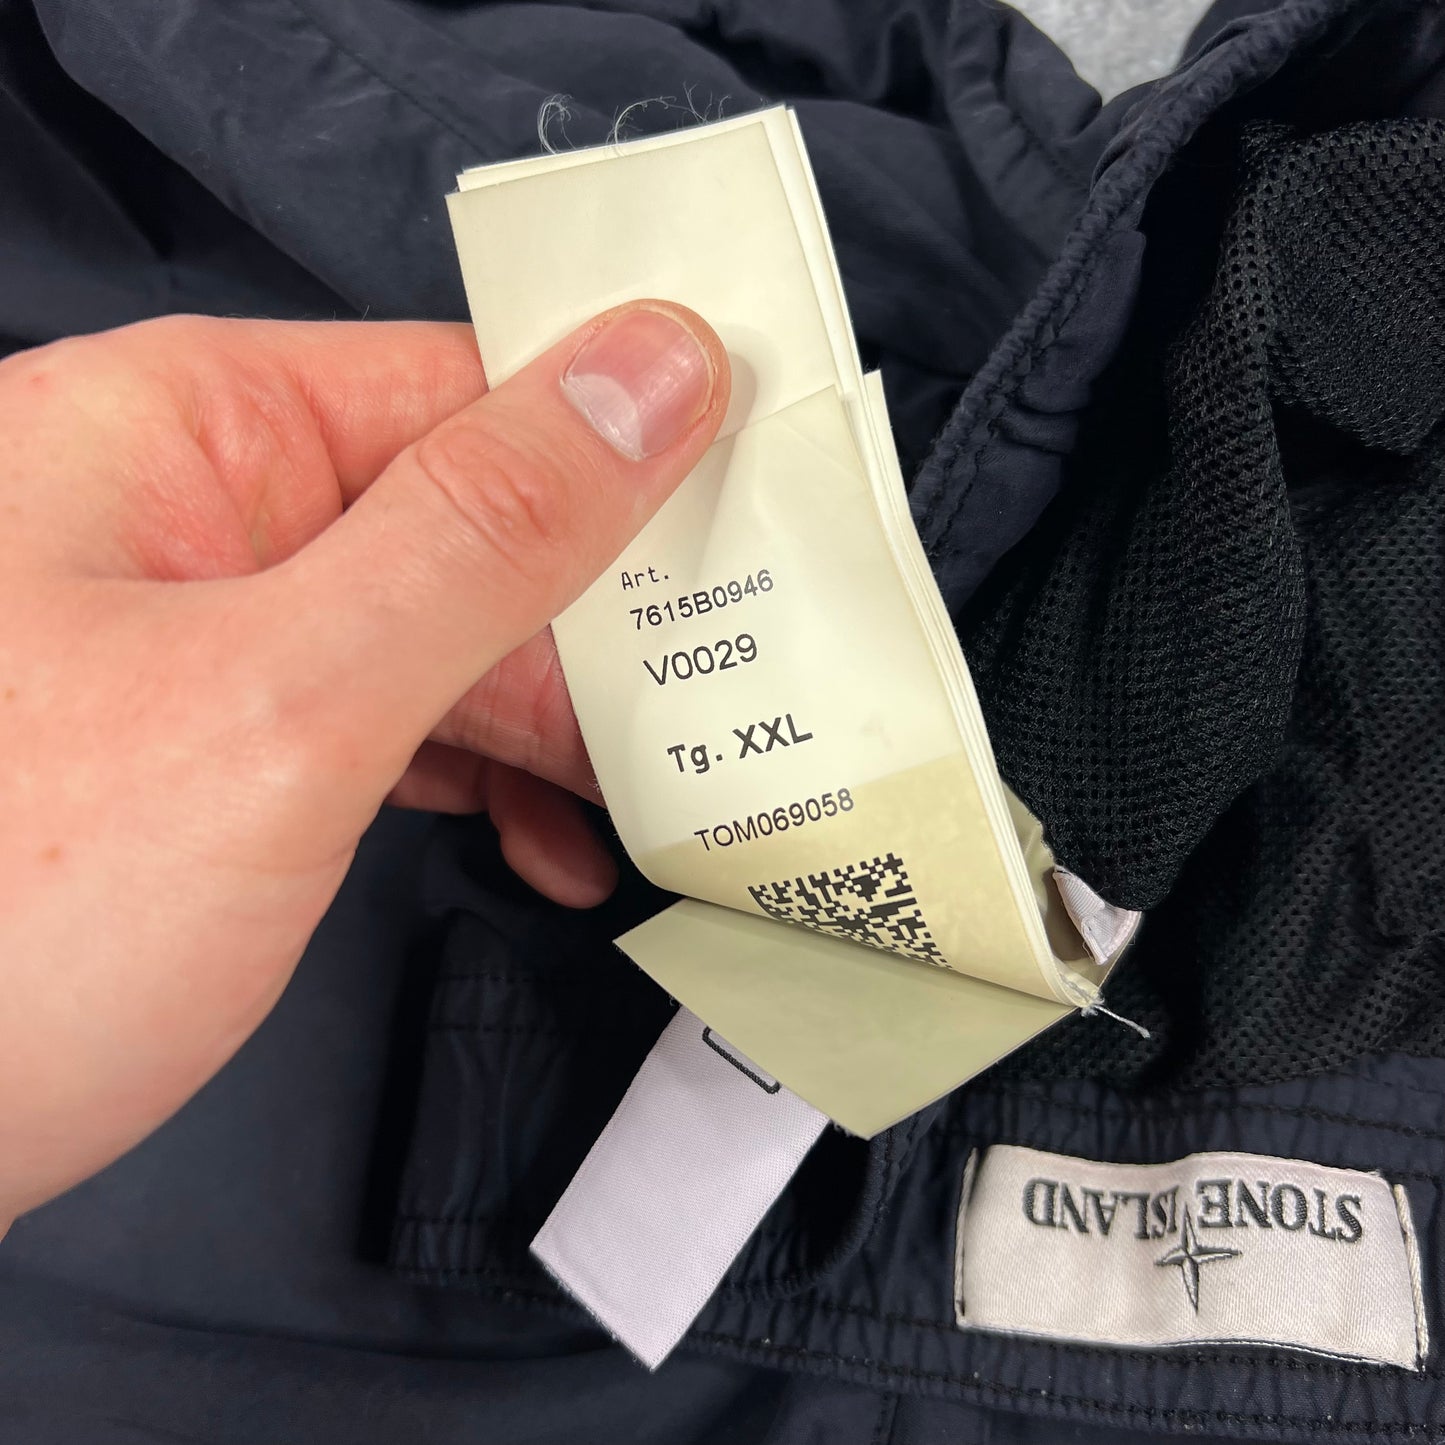 Art.
7615B0946
V0029
Tg. XXL
TOM069058
STONE ISLAND